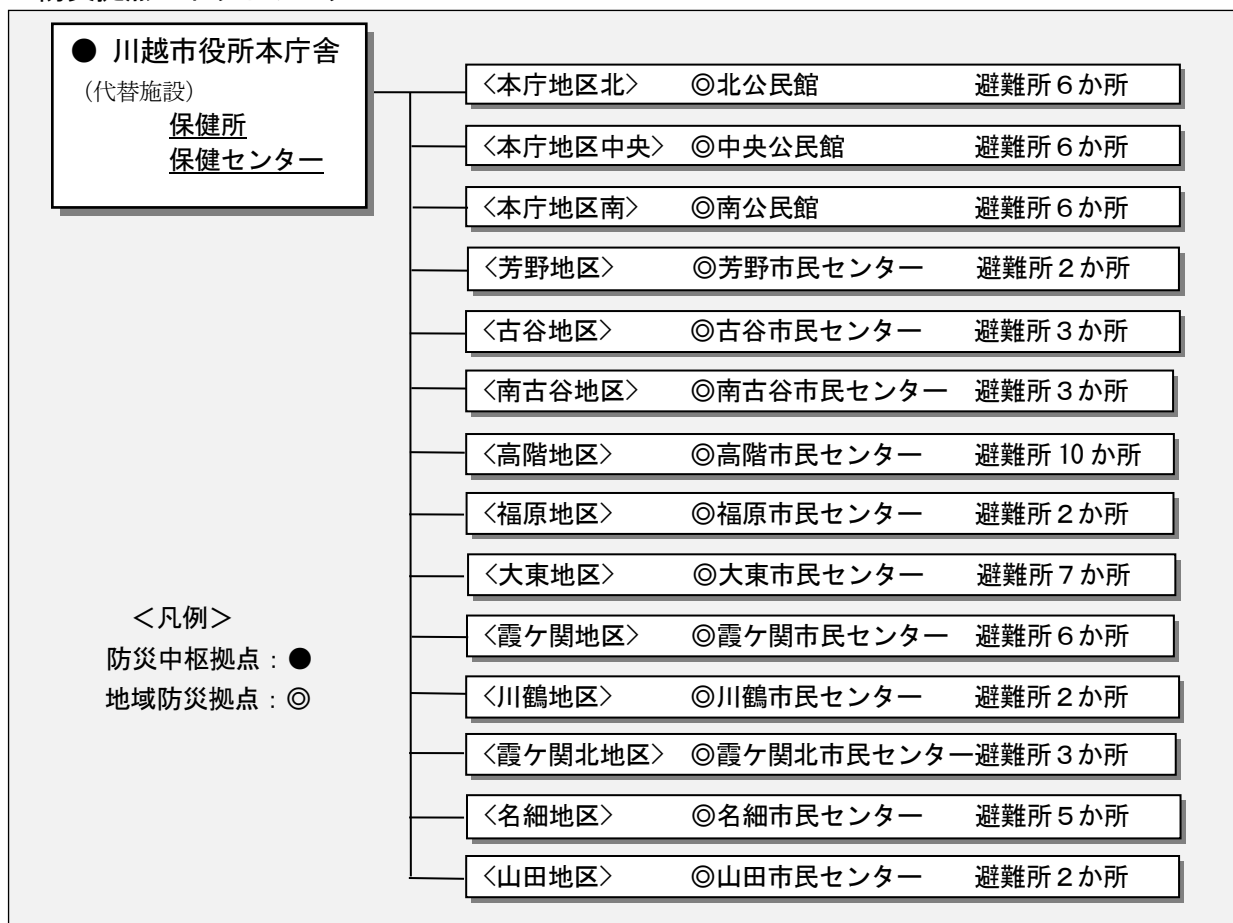 ● 川越市役所本庁舎
（代替施設）
保健所
保健センター
〈本庁地区北〉 ◎北公民館 避難所６か所
〈本庁地区中央〉 ◎中央公民館 避難所６か所
〈本庁地区南〉 ◎南公民館 避難所６か所
〈芳野地区〉 ◎芳野市民センター 避難所２か所
〈古谷地区〉 ◎古谷市民センター 避難所３か所
〈南古谷地区〉 ◎南古谷市民センター 避難所３か所
〈高階地区〉 ◎高階市民センター 避難所 10 か所
〈福原地区〉 ◎福原市民センター 避難所２か所
〈大東地区〉 ◎大東市民センター 避難所７か所
〈霞ケ関地区〉 ◎霞ケ関市民センター 避難所６か所
〈川鶴地区〉 ◎川鶴市民センター 避難所２か所
〈霞ケ関北地区〉 ◎霞ケ関北市民センター避難所３か所
〈名細地区〉 ◎名細市民センター 避難所５か所
〈山田地区〉 ◎山田市民センター 避難所２か所
＜凡例＞
防災中枢拠点：●
地域防災拠点：◎